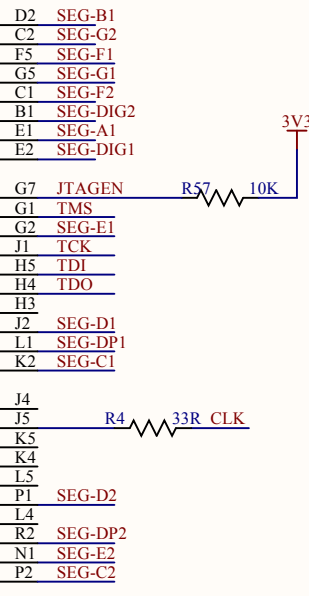 D2 SEG-B1
C2 SEG-G2
F5 SEG-F1
G5 SEG-G1
C1 SEG-F2
B1 SEG-DIG2
3V3
E1 SEG-A1
E2 SEG-DIG1
G7 JTAGEN R57 10K
G1 TMS
G2 SEG-E1
J1 TCK
H5 TDI
H4 TDO
H3
J2 SEG-D1
L1 SEG-DP1
K2 SEG-C1
J4
J5 R4 33R CLK
K5
K4
L5
P1 SEG-D2
L4
R2 SEG-DP2
N1 SEG-E2
P2 SEG-C2